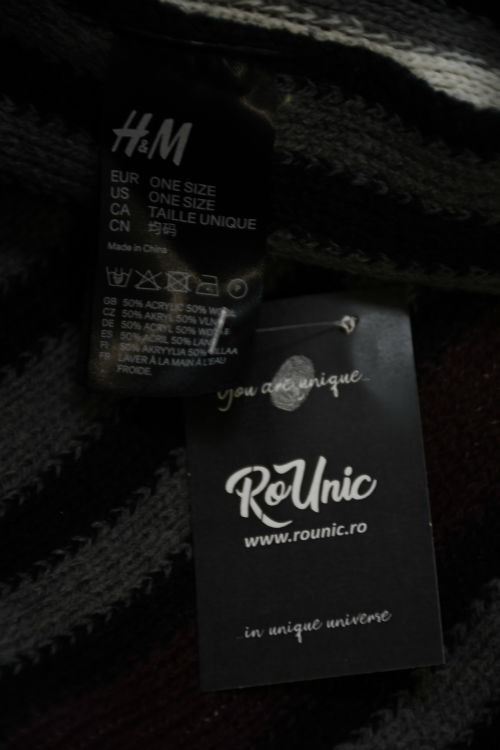 H&M
EUR ONE SIZE
US ONE SIZE
CA TAILLE UNIQUE
CN 均码
Made in China
GB 50% ACRYLIC 50% WOOL
CZ 50% AKRYL 50% VLNA
DE 50% ACRYL 50% WOLLE
ES 50% ACRIL 50% LANA
FI 50% AKRYYLIA 50% VILLAA
FR LAVER À LA MAIN À L'EAU
FROIDE.
You are unique...
RoUnic
www.rounic.ro
...in unique universe